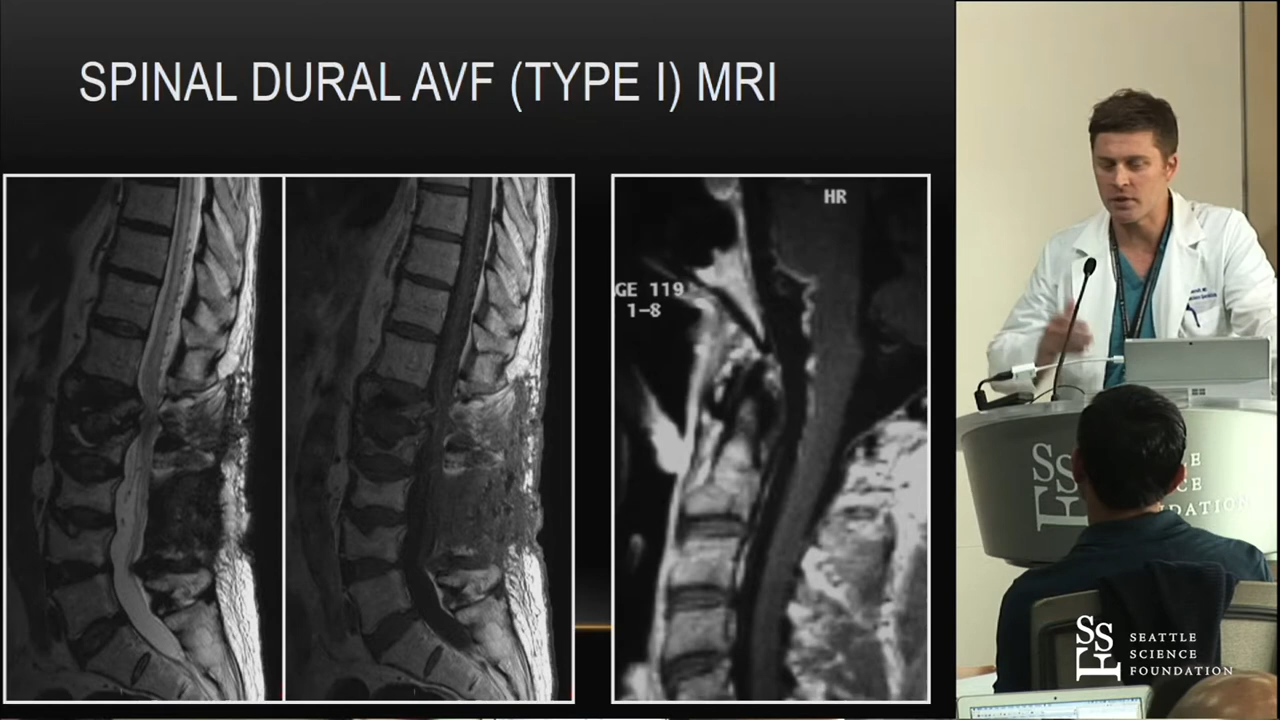 SPINAL DURAL AVF (TYPE I) MRI
HR
GE 119
1-8
SEATTLE
SCIENCE
FOUNDATION